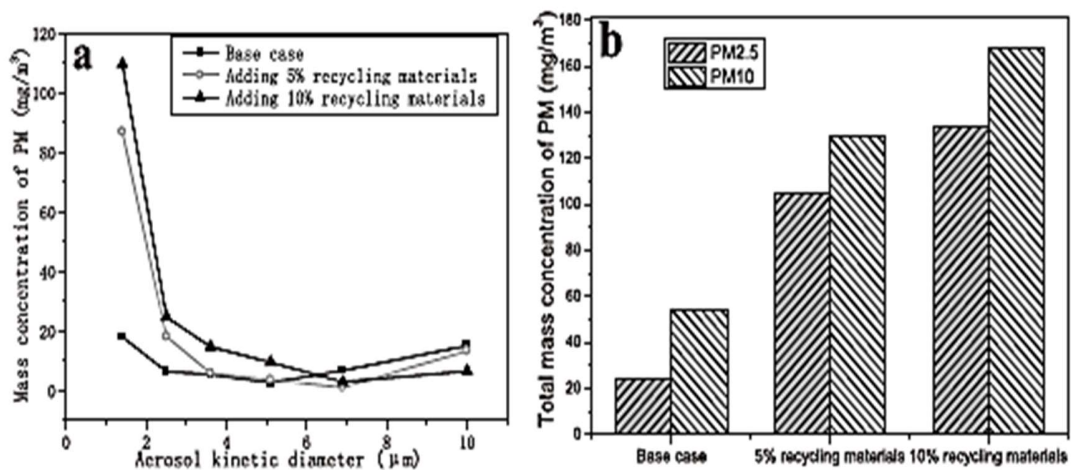 a
Mass concentration of PM (mg/m³)
120
100
80
60
40
20
0
0 2 4 6 8 10
Aerosol kinetic diameter (μm)
Base case
Adding 5% recycling materials
Adding 10% recycling materials
b
Total mass concentration of PM (mg/m³)
180
160
140
120
100
80
60
40
20
0
PM2.5
PM10
Base case 5% recycling materials 10% recycling materials